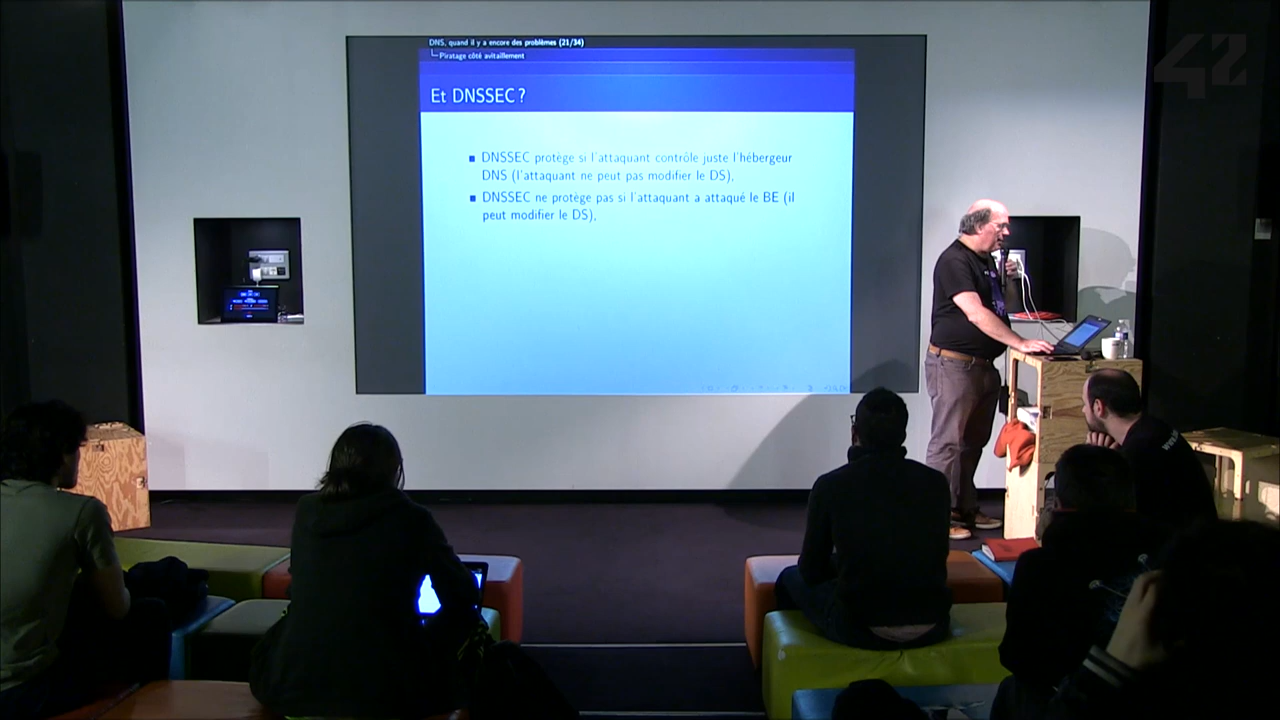 DNS, quand il y a encore des problèmes (21/34)
Piratage côté avitaillement
Et DNSSEC ?
DNSSEC protège si l'attaquant contrôle juste l'hébergeur
DNS (l'attaquant ne peut pas modifier le DS),
DNSSEC ne protège pas si l'attaquant a attaqué le BE (il
peut modifier le DS),
42